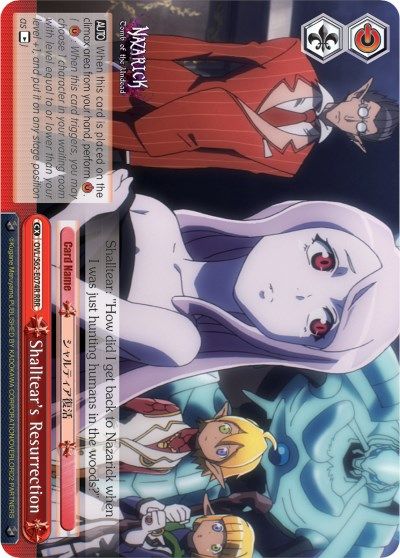 NAZARICK
Tomb of the Undead
AUTO When this card is placed on the
climax area from your hand, perform
( : When this card triggers, you may
choose 1 character in your waiting room
with level equal to or lower than your
level +1 and put it on any stage position
as )
Shalltear: "How did I get back to Nazarick when
I was just hunting humans in the woods?"
Card Name
シャルティア復活
CX
OVL/S62-E074R RRR
Shalltear's Resurrection
©Kugane Maruyama,PUBLISHED BY KADOKAWA CORPORATION/OVERLORD2 PARTNERS